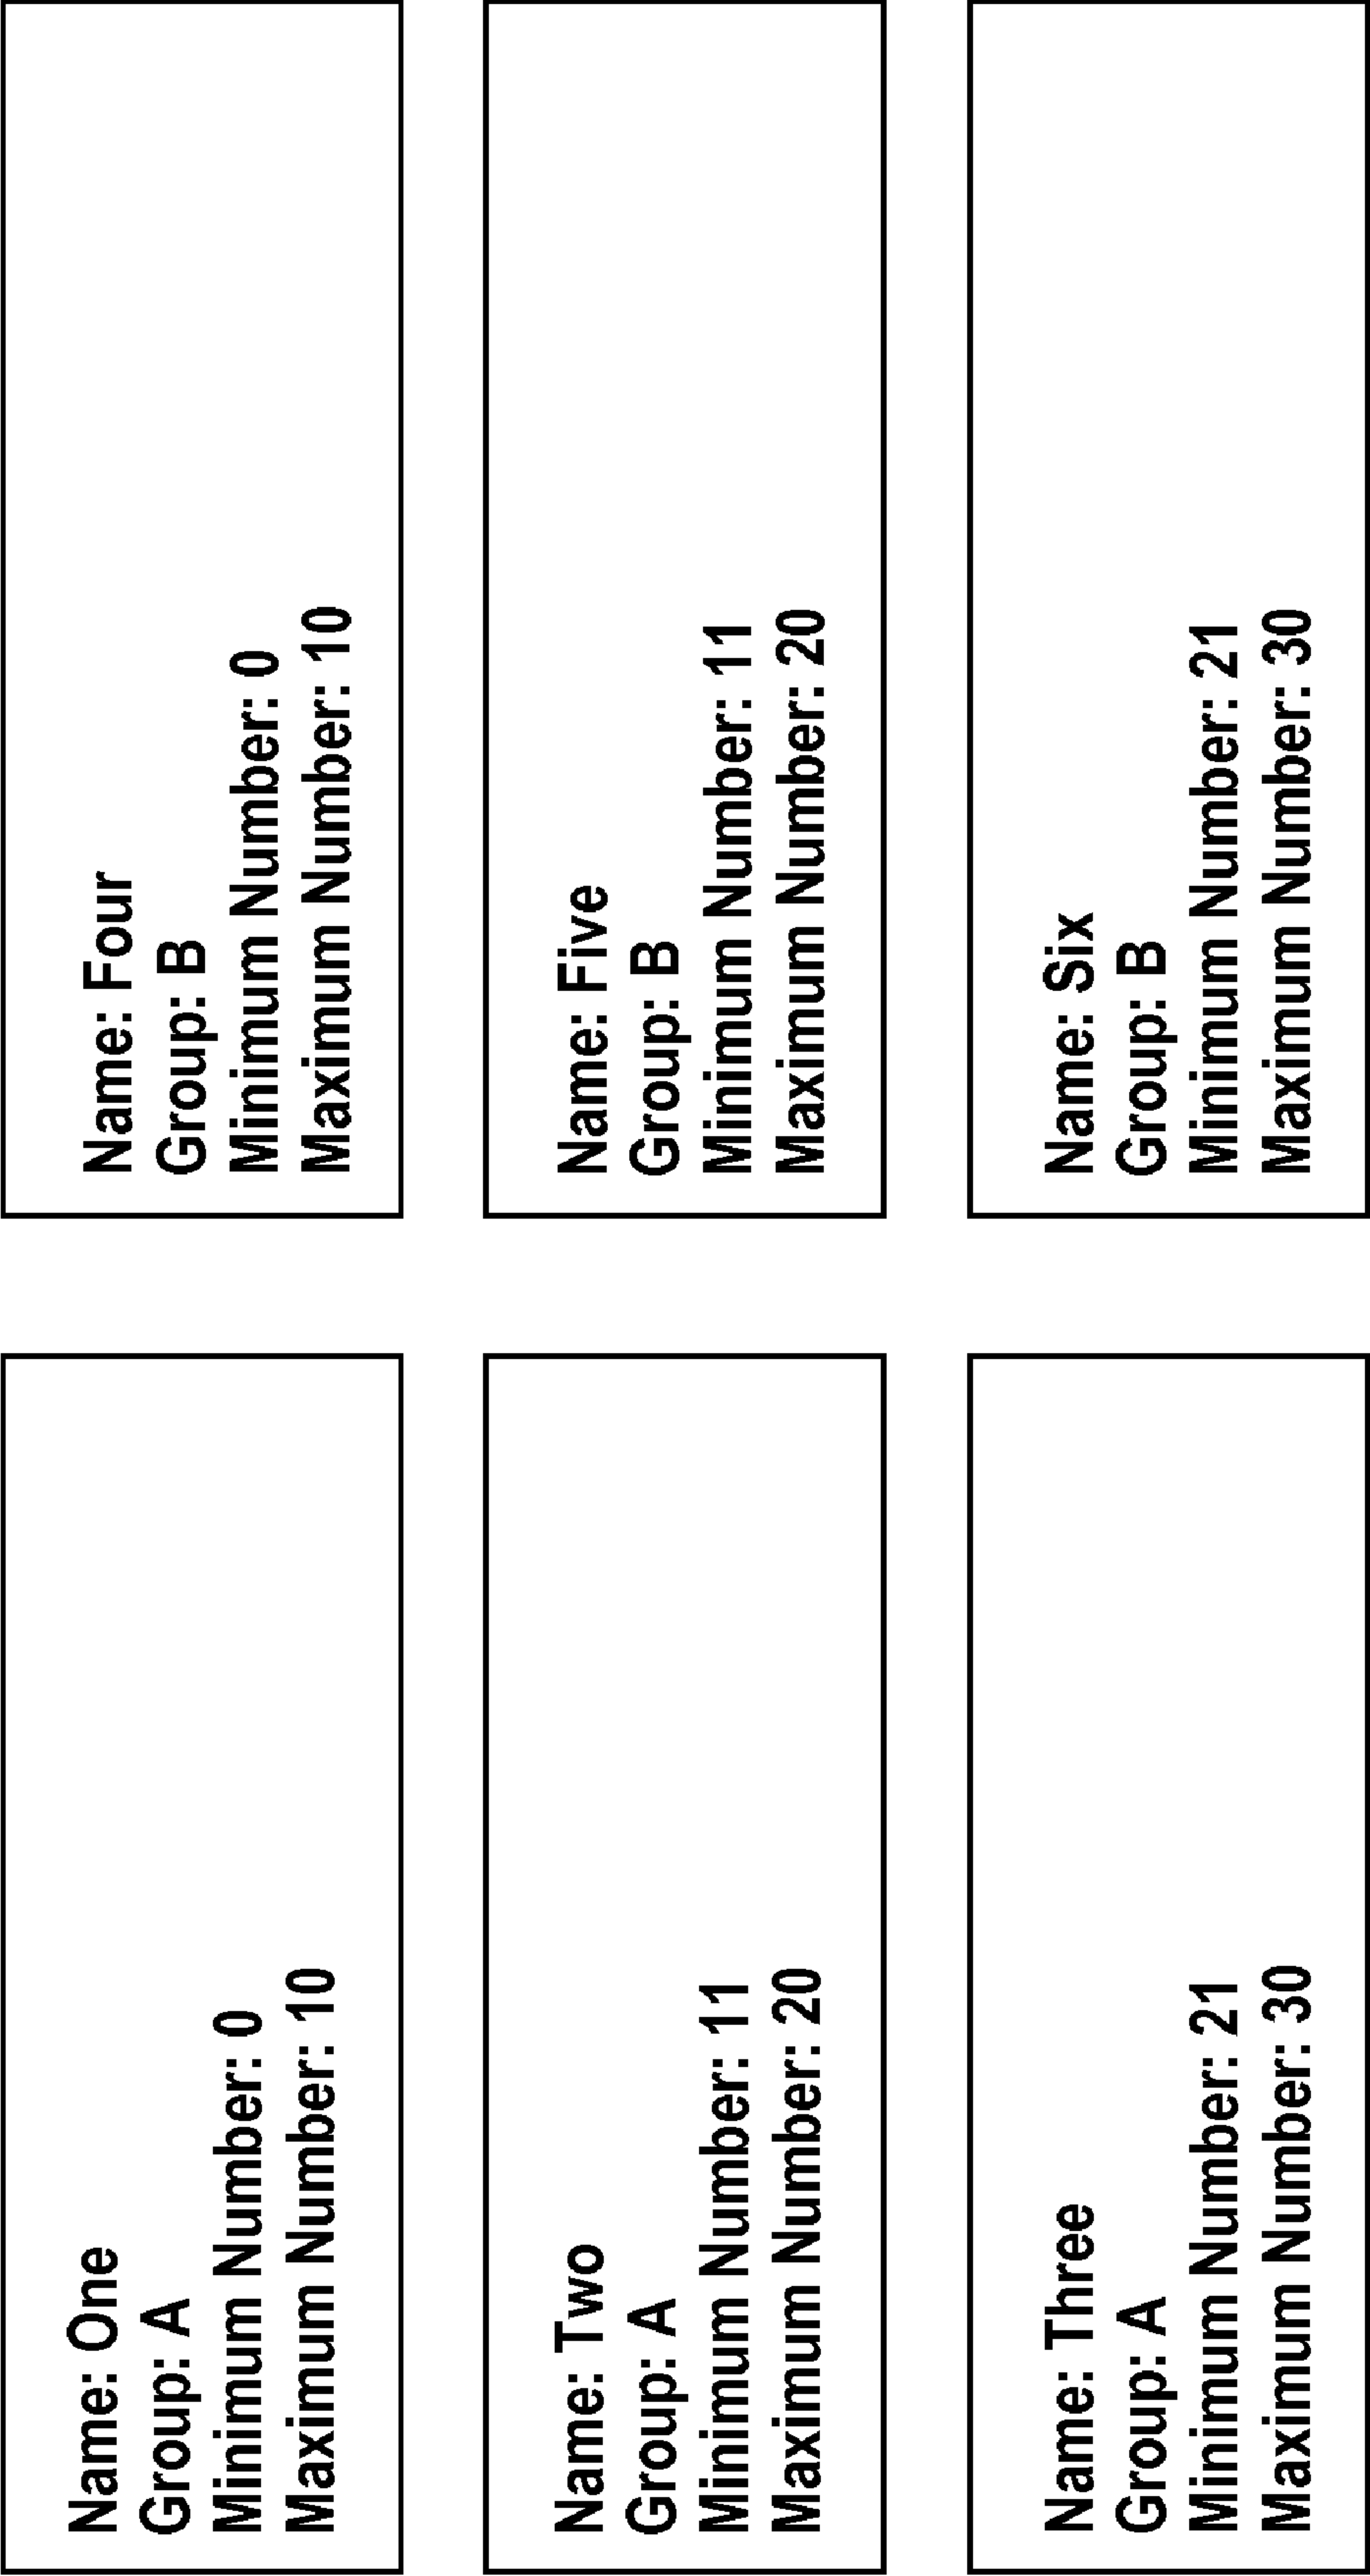 Name: One
Group: A
Minimum Number: 0
Maximum Number: 10
Name: Two
Group: A
Minimum Number: 11
Maximum Number: 20
Name: Three
Group: A
Minimum Number: 21
Maximum Number: 30
Name: Four
Group: B
Minimum Number: 0
Maximum Number: 10
Name: Five
Group: B
Minimum Number: 11
Maximum Number: 20
Name: Six
Group: B
Minimum Number: 21
Maximum Number: 30